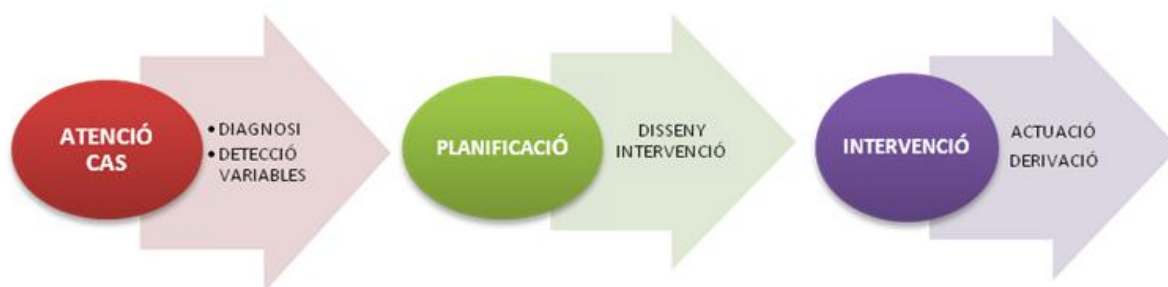 ATENCIÓ
CAS
• DIAGNOSI
• DETECCIÓ
VARIABLES
PLANIFICACIÓ
DISSENY
INTERVENCIÓ
INTERVENCIÓ
ACTUACIÓ
DERIVACIÓ